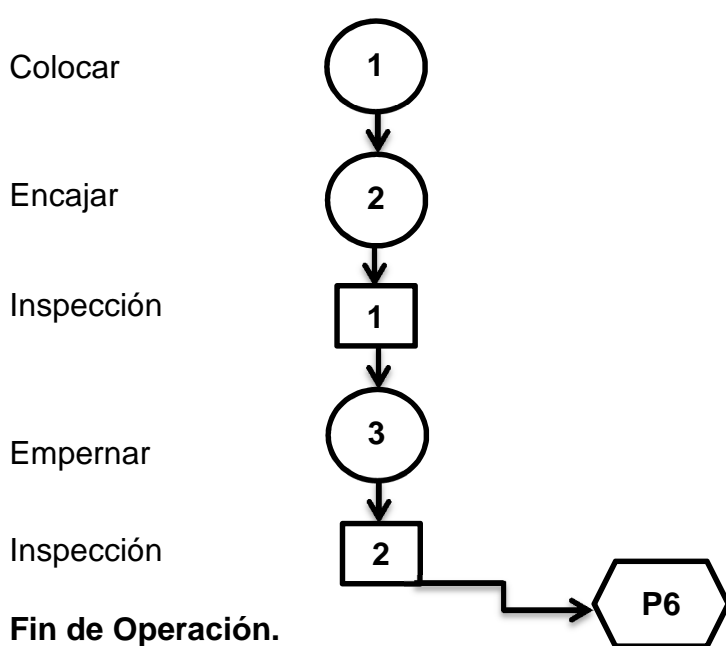 Colocar 1
Encajar 2
Inspección 1
Empernar 3
Inspección 2
P6
Fin de Operación.